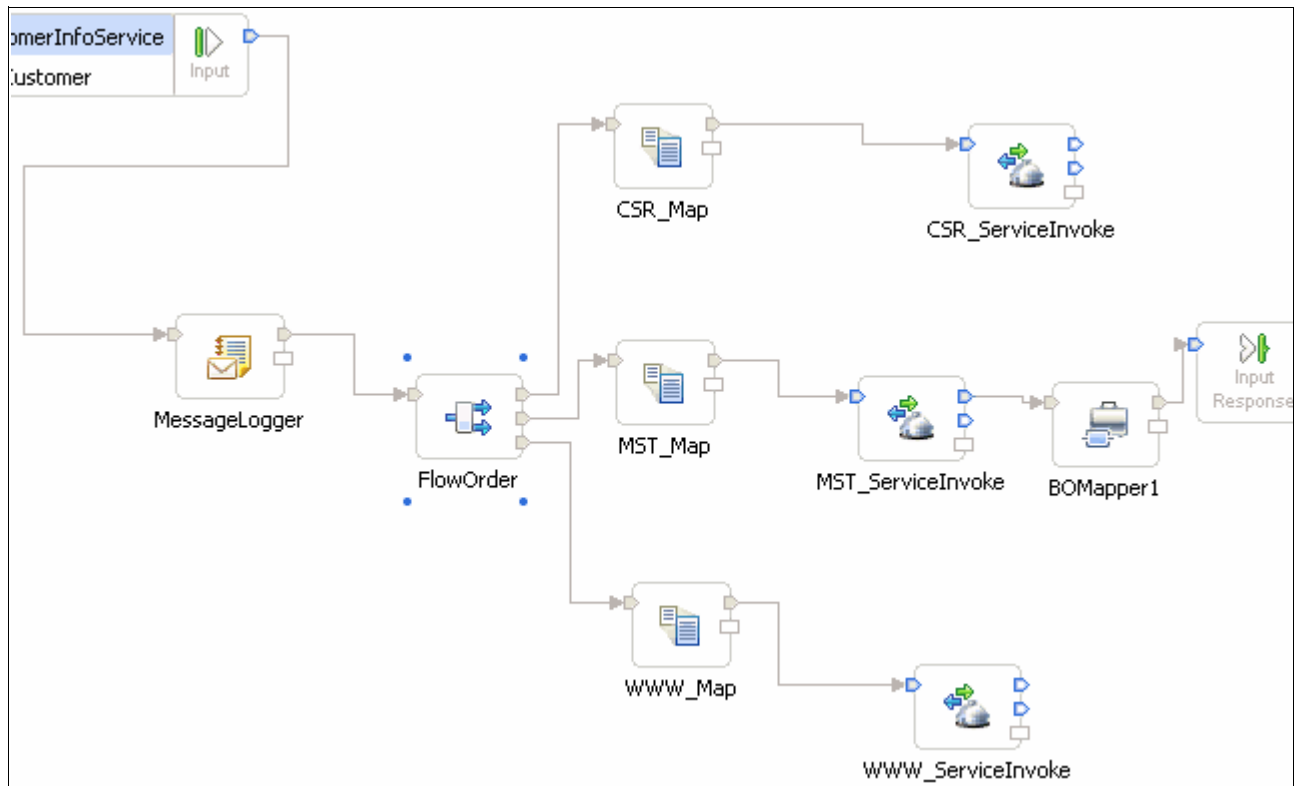 omerInfoService
Input
Customer
CSR_Map
CSR_ServiceInvoke
MessageLogger
FlowOrder
MST_Map
MST_ServiceInvoke
BOMapper1
Input
Response
WWW_Map
WWW_ServiceInvoke